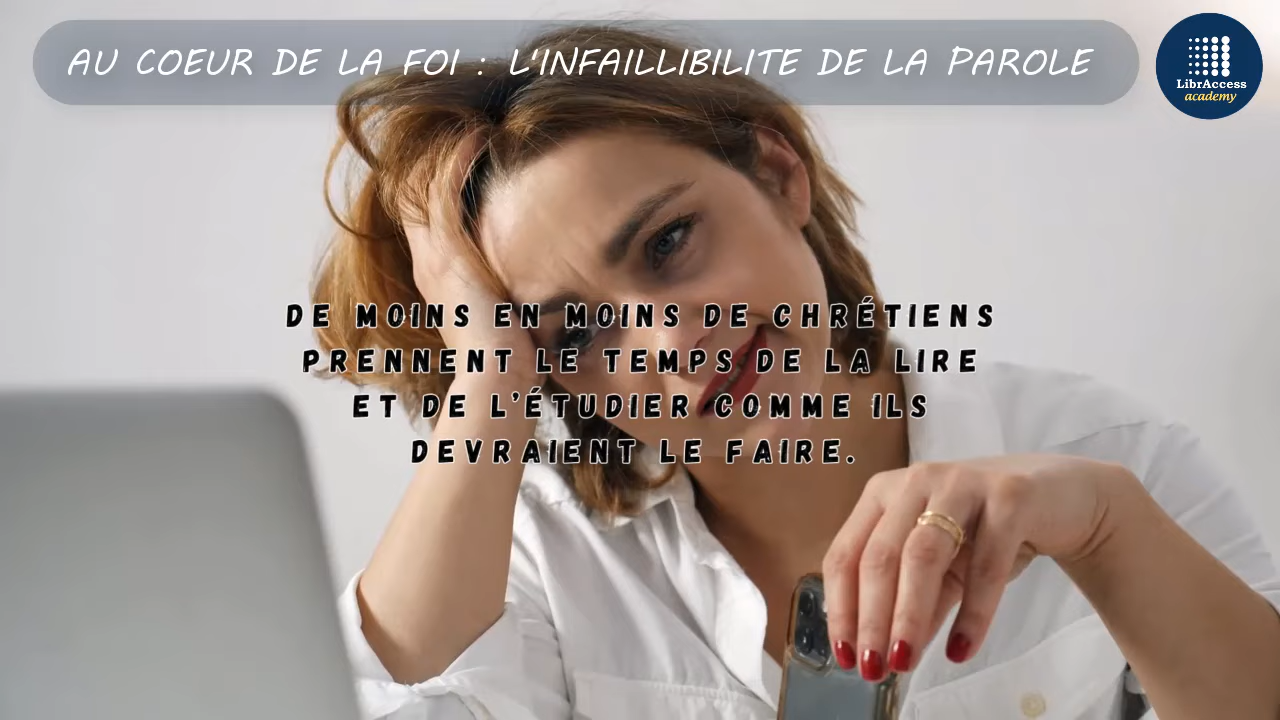 AU COEUR DE LA FOI : L'INFAILLIBILITE DE LA PAROLE
LibrAccess
academy
DE MOINS EN MOINS DE CHRÉTIENS
PRENNENT LE TEMPS DE LA LIRE
ET DE L'ÉTUDIER COMME ILS
DEVRAIENT LE FAIRE.